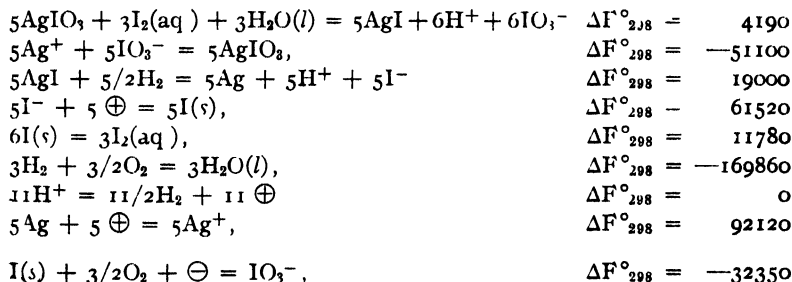 5AgIO₃ + 3I₂(aq) + 3H₂O(l) = 5AgI + 6H⁺ + 6IO₃⁻ ΔF°₂₉₈ = 4190
5Ag⁺ + 5IO₃⁻ = 5AgIO₃, ΔF°₂₉₈ = —51100
5AgI + 5/2H₂ = 5Ag + 5H⁺ + 5I⁻ ΔF°₂₉₈ = 19000
5I⁻ + 5 ⊕ = 5I(s), ΔF°₂₉₈ = 61520
6I(s) = 3I₂(aq), ΔF°₂₉₈ = 11780
3H₂ + 3/2O₂ = 3H₂O(l), ΔF°₂₉₈ = —169860
11H⁺ = 11/2H₂ + 11 ⊕ ΔF°₂₉₈ = 0
5Ag + 5 ⊕ = 5Ag⁺, ΔF°₂₉₈ = 92120
I(s) + 3/2O₂ + ⊖ = IO₃⁻, ΔF°₂₉₈ = —32350